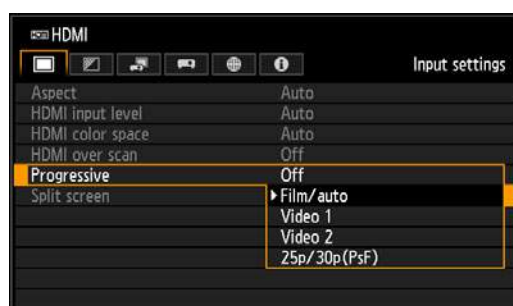 HDMI HDMI
Input settings
Aspect Auto
HDMI input level Auto
HDMI color space Auto
HDMI over scan Off
Progressive Off
Split screen Film/auto
Video 1
Video 2
25p/30p(PsF)